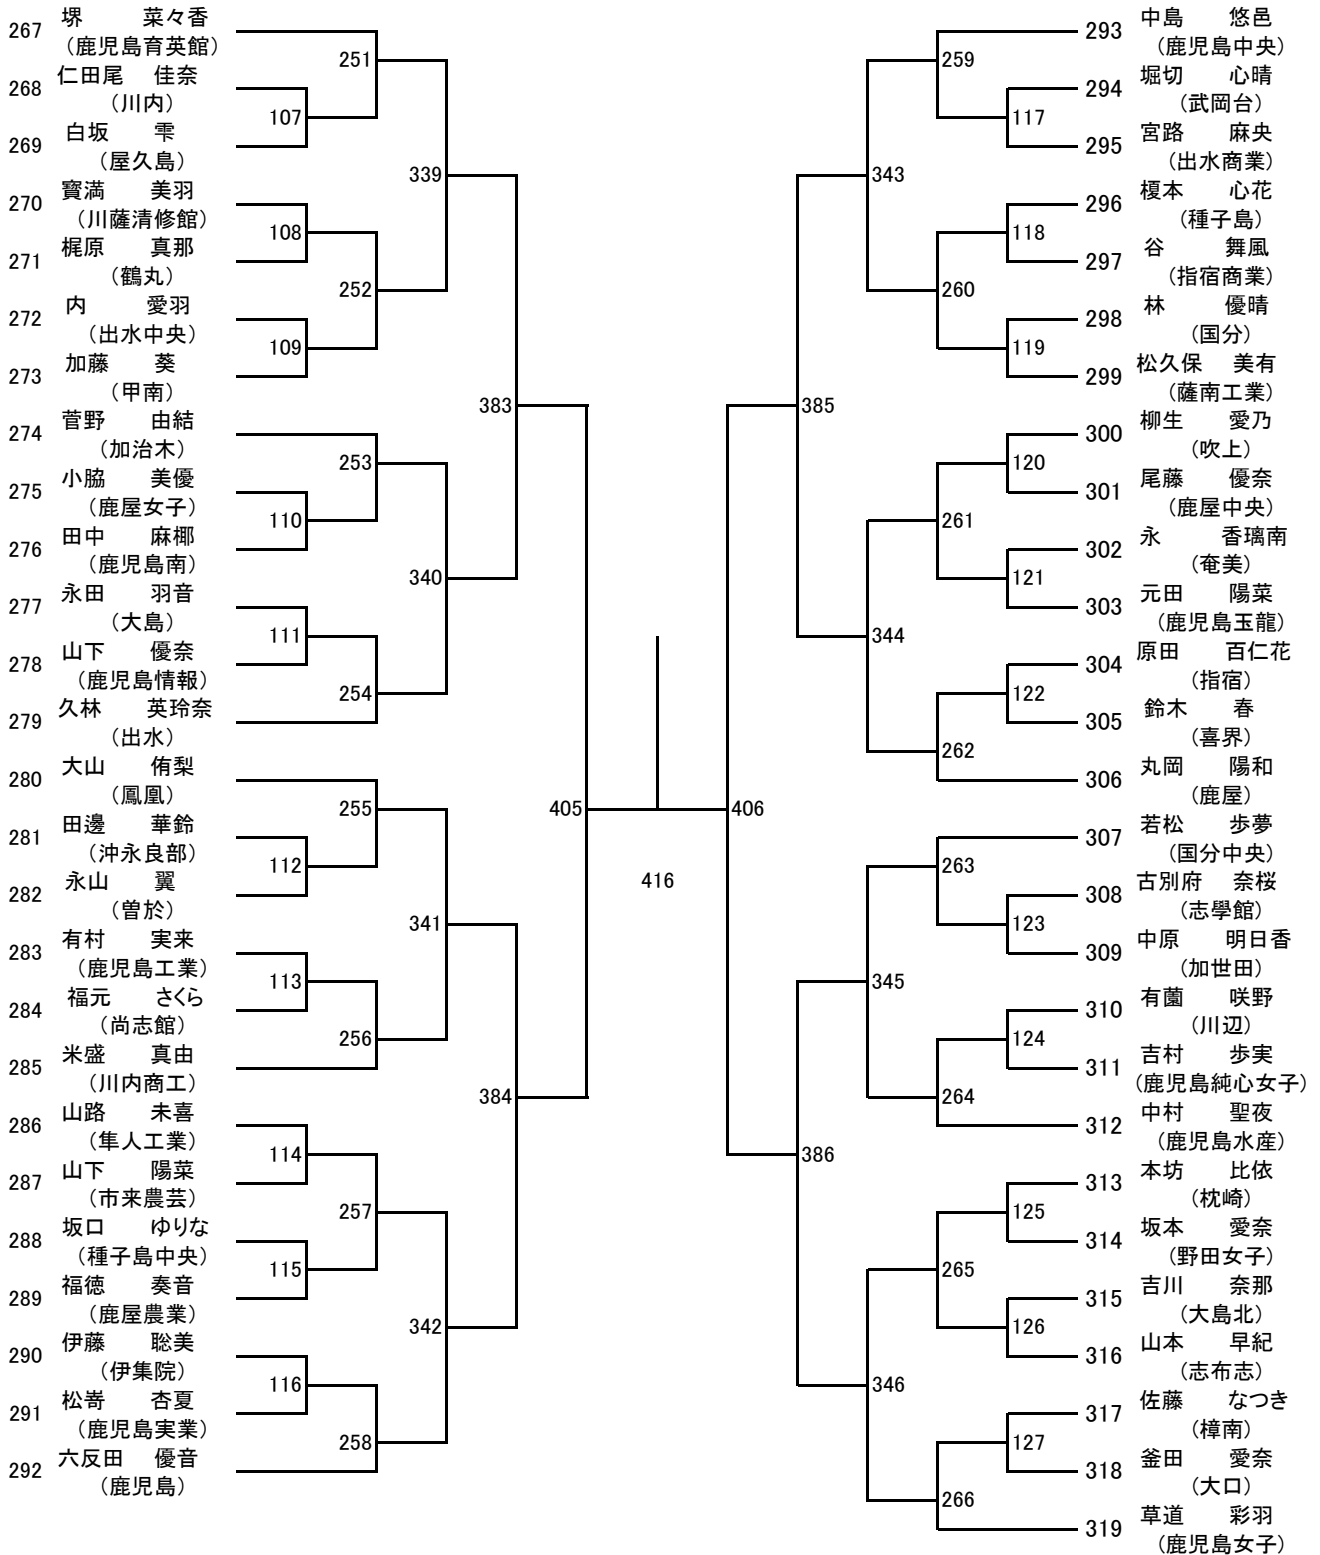 267 堺 菜々香
（鹿児島育英館）
268 仁田尾 佳奈
（川内）
269 白坂 雫
（屋久島）
270 寳満 美羽
（川薩清修館）
271 梶原 真那
（鶴丸）
272 内 愛羽
（出水中央）
273 加藤 葵
（甲南）
274 菅野 由結
（加治木）
275 小脇 美優
（鹿屋女子）
276 田中 麻椰
（鹿児島南）
277 永田 羽音
（大島）
278 山下 優奈
（鹿児島情報）
279 久林 英玲奈
（出水）
280 大山 侑梨
（鳳凰）
281 田邊 華鈴
（沖永良部）
282 永山 翼
（曽於）
283 有村 実来
（鹿児島工業）
284 福元 さくら
（尚志館）
285 米盛 真由
（川内商工）
286 山路 未喜
（隼人工業）
287 山下 陽菜
（市来農芸）
288 坂口 ゆりな
（種子島中央）
289 福徳 奏音
（鹿屋農業）
290 伊藤 聡美
（伊集院）
291 松嵜 杏夏
（鹿児島実業）
292 六反田 優音
（鹿児島）
107
108
109
110
111
112
113
114
115
116
251
252
253
254
255
256
257
258
339
340
341
342
383
384
405
416
406
385
386
343
344
345
346
259
260
261
262
263
264
265
266
117
118
119
120
121
122
123
124
125
126
127
293 中島 悠邑
（鹿児島中央）
294 堀切 心晴
（武岡台）
295 宮路 麻央
（出水商業）
296 榎本 心花
（種子島）
297 谷 舞風
（指宿商業）
298 林 優晴
（国分）
299 松久保 美有
（薩南工業）
300 柳生 愛乃
（吹上）
301 尾藤 優奈
（鹿屋中央）
302 永 香璃南
（奄美）
303 元田 陽菜
（鹿児島玉龍）
304 原田 百仁花
（指宿）
305 鈴木 春
（喜界）
306 丸岡 陽和
（鹿屋）
307 若松 歩夢
（国分中央）
308 古別府 奈桜
（志學館）
309 中原 明日香
（加世田）
310 有薗 咲野
（川辺）
311 吉村 歩実
（鹿児島純心女子）
312 中村 聖夜
（鹿児島水産）
313 本坊 比依
（枕崎）
314 坂本 愛奈
（野田女子）
315 吉川 奈那
（大島北）
316 山本 早紀
（志布志）
317 佐藤 なつき
（樟南）
318 釜田 愛奈
（大口）
319 草道 彩羽
（鹿児島女子）